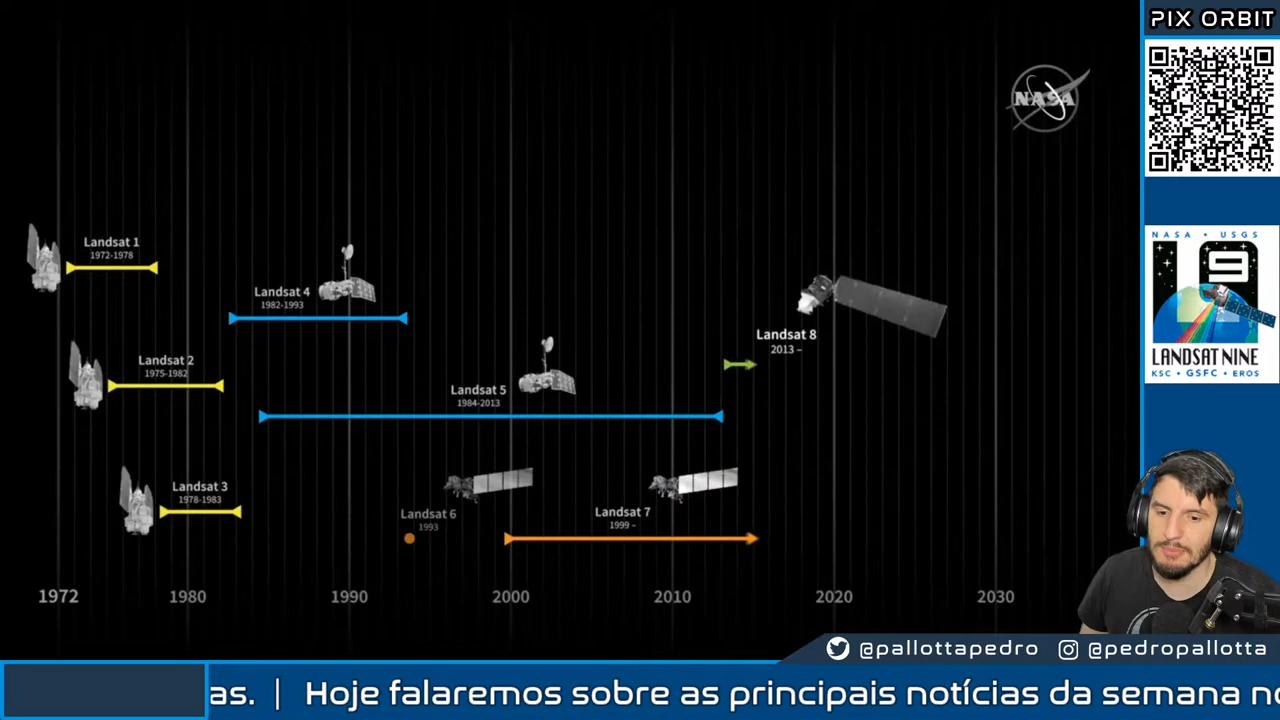 PIX ORBIT
NASA
Landsat 1
1972-1978
Landsat 4
1982-1993
Landsat 8
2013 –
Landsat 2
1975-1982
Landsat 5
1984-2013
Landsat 3
1978-1983
Landsat 6
1993
Landsat 7
1999 –
1972 1980 1990 2000 2010 2020 2030
NASA • USGS
L9
LANDSAT NINE
KSC • GSFC • EROS
@pallottapedro @pedropallotta
as. | Hoje falaremos sobre as principais notícias da semana